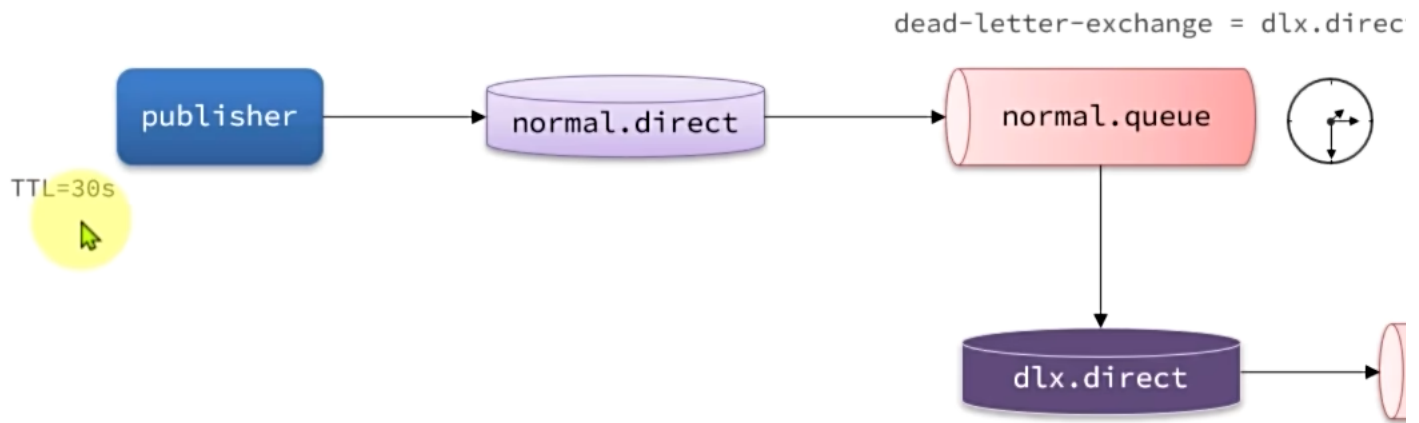 dead-letter-exchange = dlx.direc
publisher
normal.direct
normal.queue
TTL=30s
dlx.direct